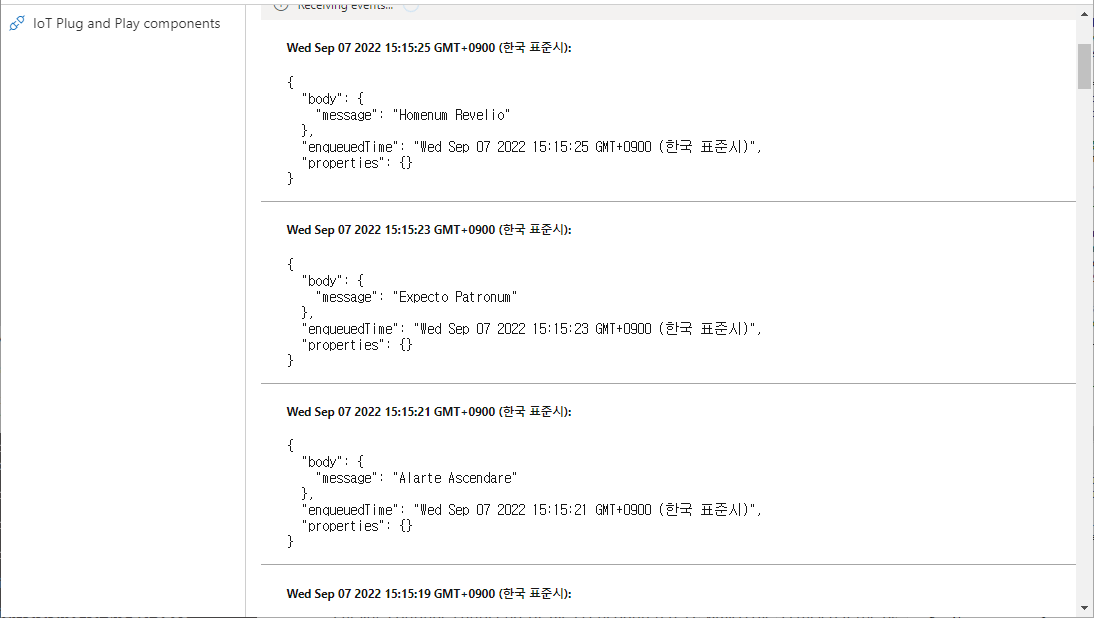 IoT Plug and Play components
Receiving events...
Wed Sep 07 2022 15:15:25 GMT+0900 (한국 표준시):
{
"body": {
"message": "Homenum Revelio"
},
"enqueuedTime": "Wed Sep 07 2022 15:15:25 GMT+0900 (한국 표준시)",
"properties": {}
}
Wed Sep 07 2022 15:15:23 GMT+0900 (한국 표준시):
{
"body": {
"message": "Expecto Patronum"
},
"enqueuedTime": "Wed Sep 07 2022 15:15:23 GMT+0900 (한국 표준시)",
"properties": {}
}
Wed Sep 07 2022 15:15:21 GMT+0900 (한국 표준시):
{
"body": {
"message": "Alarte Ascendare"
},
"enqueuedTime": "Wed Sep 07 2022 15:15:21 GMT+0900 (한국 표준시)",
"properties": {}
}
Wed Sep 07 2022 15:15:19 GMT+0900 (한국 표준시):